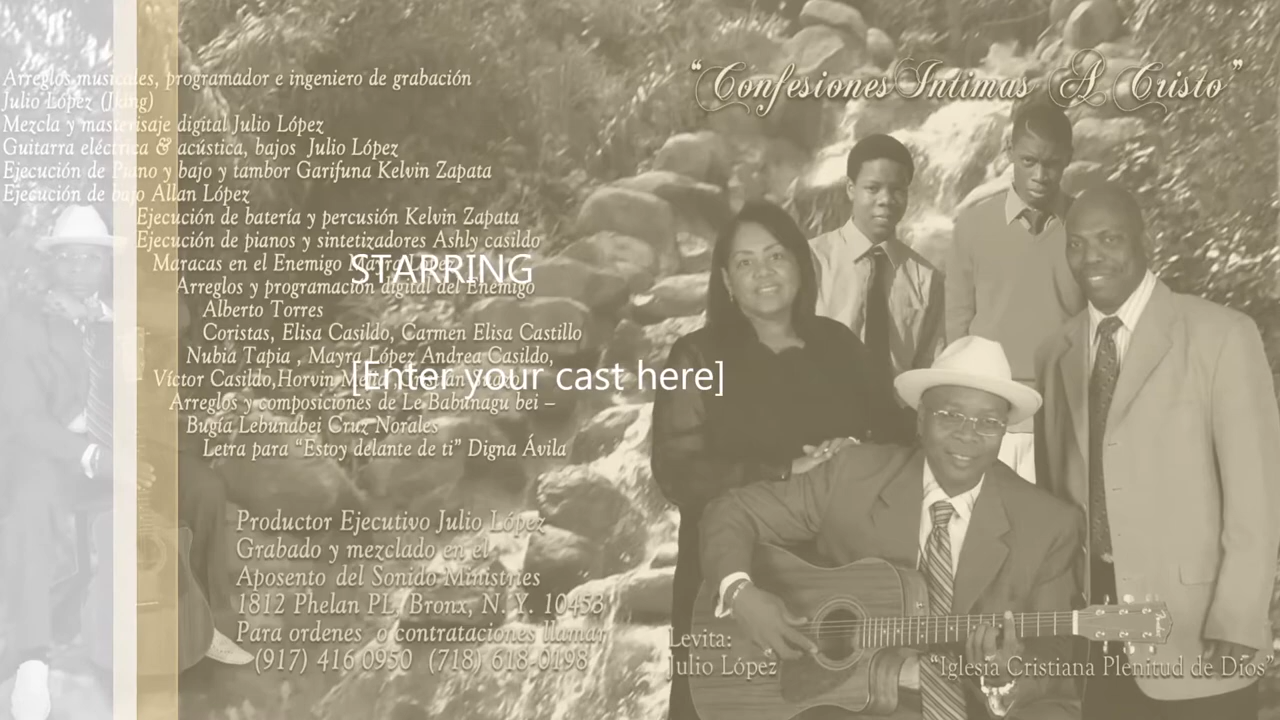 "Confesiones Intimas A Cristo"
Arreglos musicales, programador e ingeniero de grabación
Julio López (Jking)
Mezcla y masterisaje digital Julio López
Guitarra eléctrica & acústica, bajos Julio López
Ejecución de Piano y bajo y tambor Garifuna Kelvin Zapata
Ejecución de bajo Allan López
Ejecución de batería y percusión Kelvin Zapata
Ejecución de pianos y sintetizadores Ashly casildo
Maracas en el Enemigo Mayra López
STARRING
Arreglos y programación digital del Enemigo
Alberto Torres
Coristas, Elisa Casildo, Carmen Elisa Castillo
Nubia Tapia , Mayra López Andrea Casildo,
Víctor Casildo,Horvin
[Enter your cast here]
Arreglos y composiciones de Le Babunagu bei –
Bugía Lebunabei Cruz Norales
Letra para “Estoy delante de ti” Digna Ávila
Productor Ejecutivo Julio López
Grabado y mezclado en el
Aposento del Sonido Ministries
1812 Phelan PL. Bronx, N. Y. 10453
Para ordenes o contrataciones llamar
(917) 416 0950 (718) 618-0198
Levita:
Julio López
“Iglesia Cristiana Plenitud de Dios”